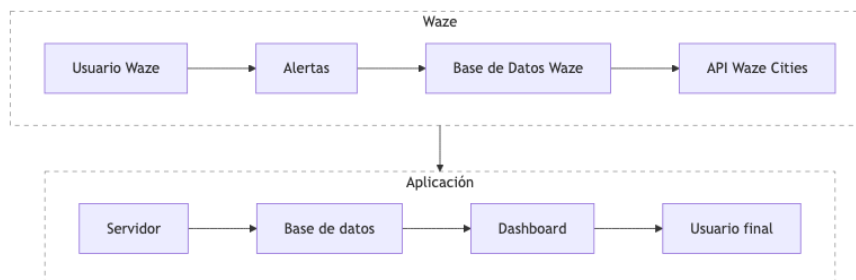 Waze
Usuario Waze
Alertas
Base de Datos Waze
API Waze Cities
Aplicación
Servidor
Base de datos
Dashboard
Usuario final